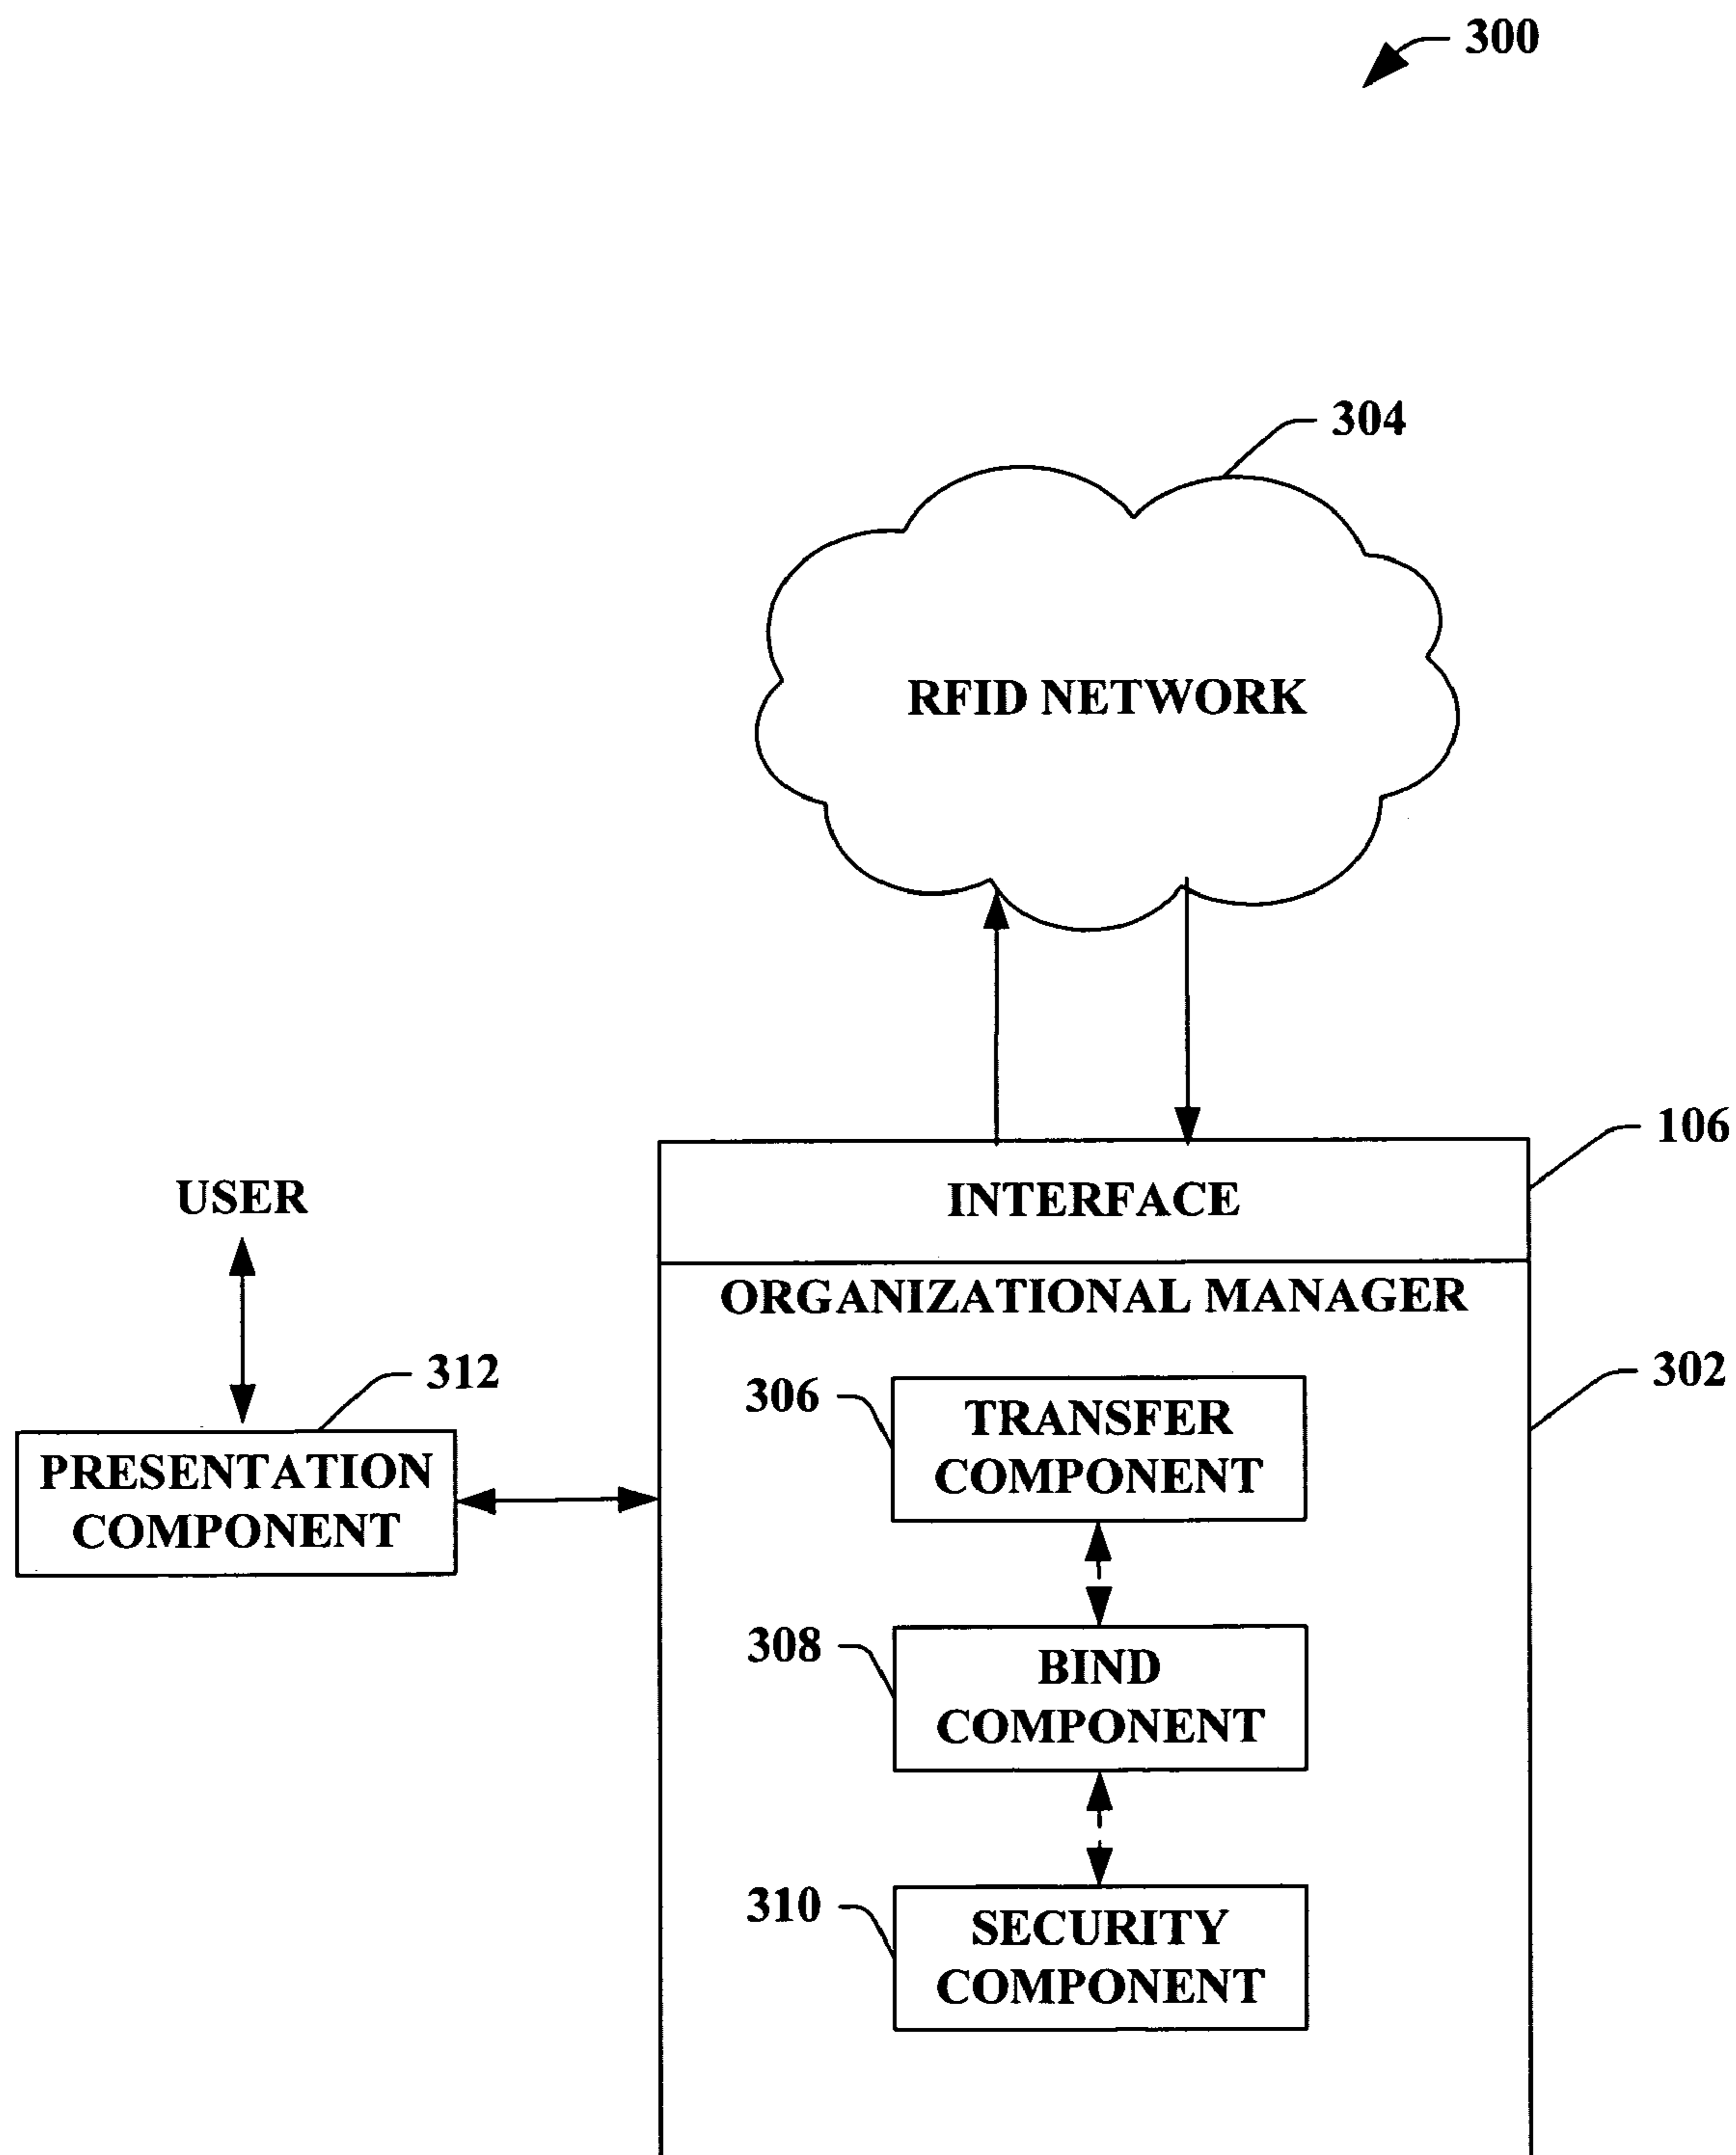 300
304
RFID NETWORK
106
INTERFACE
USER
ORGANIZATIONAL MANAGER
302
312
306
TRANSFER
COMPONENT
PRESENTATION
COMPONENT
308
BIND
COMPONENT
310
SECURITY
COMPONENT